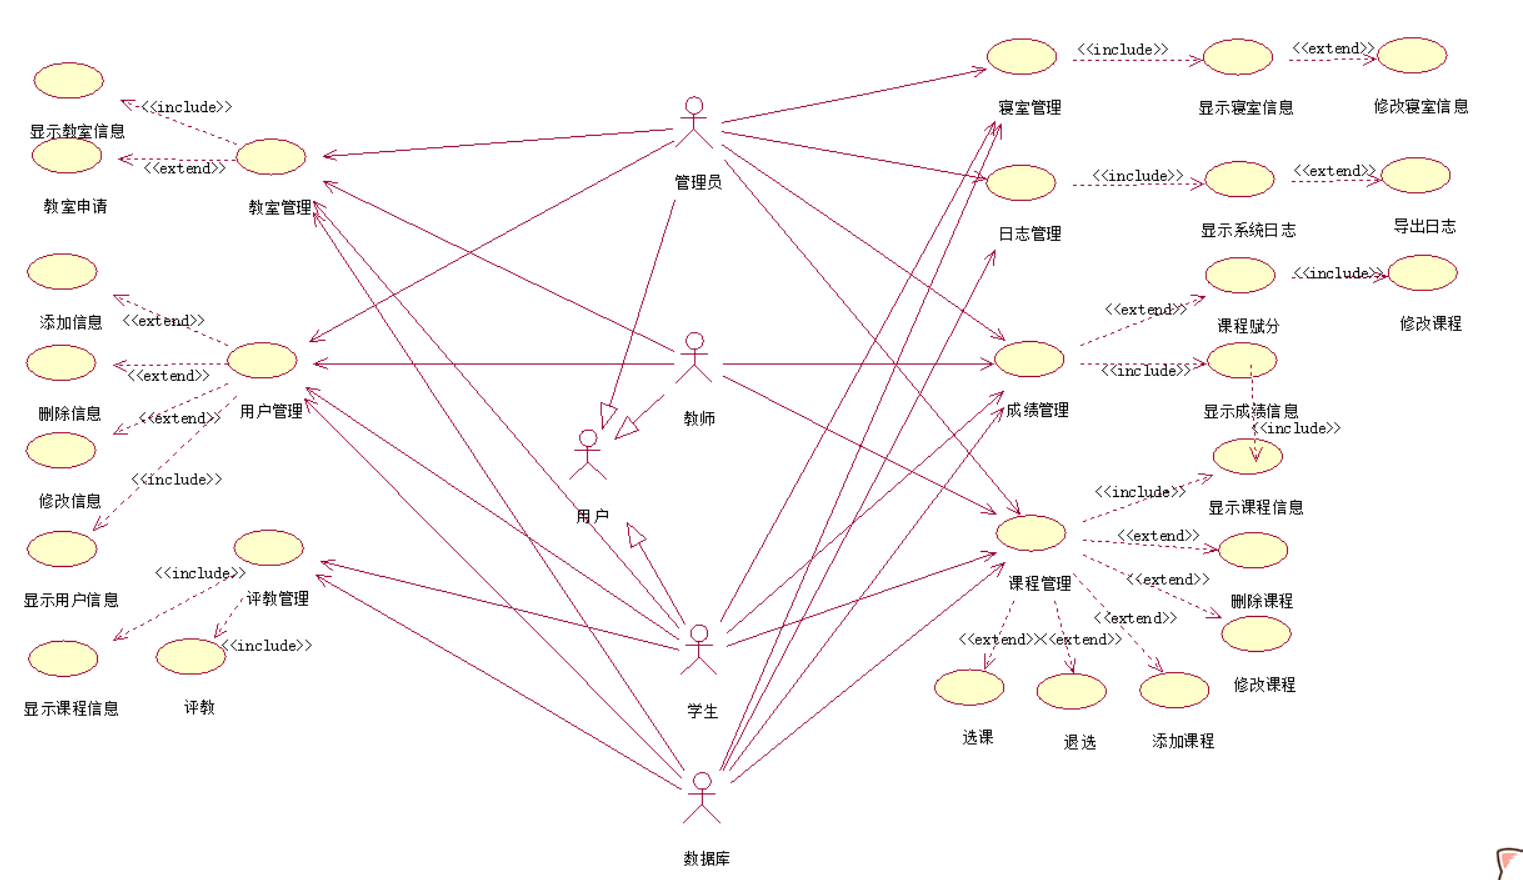 <<include>>
显示教室信息
<<extend>>
教室申请
教室管理
添加信息
<<extend>>
<<extend>>
删除信息
<<extend>>
用户管理
修改信息
<<include>>
显示用户信息
<<include>>
评教管理
<<include>>
显示课程信息
评教
管理员
教师
用户
学生
数据库
<<include>>
<<extend>>
寝室管理
显示寝室信息
修改寝室信息
<<include>>
<<extend>>
日志管理
显示系统日志
导出日志
<<include>>
<<extend>>
课程赋分
修改课程
<<include>>
成绩管理
显示成绩信息
<<include>>
<<include>>
显示课程信息
<<extend>>
课程管理
<<extend>>
删除课程
<<extend>>
<<extend>>
<<extend>>
修改课程
选课
退选
添加课程